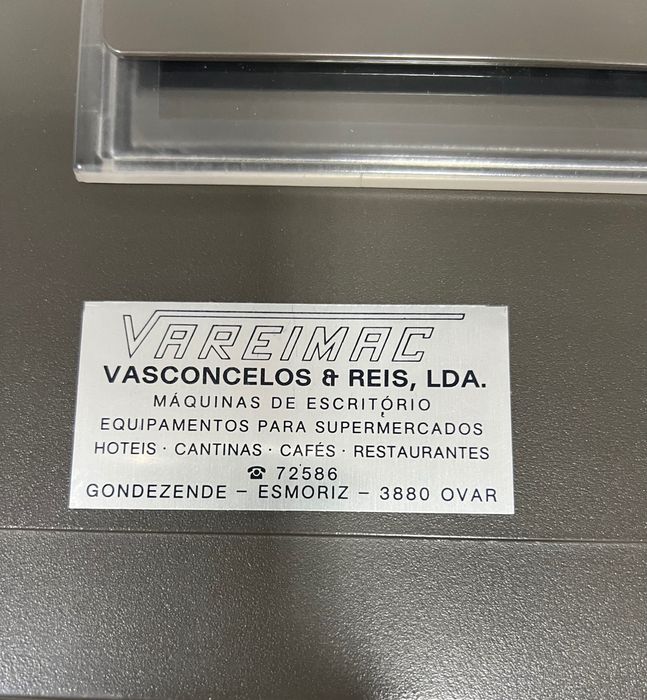 VAREIMAC
VASCONCELOS & REIS, LDA.
MÁQUINAS DE ESCRITÓRIO
EQUIPAMENTOS PARA SUPERMERCADOS
HOTEIS · CANTINAS · CAFÉS · RESTAURANTES
☎ 72586
GONDEZENDE – ESMORIZ – 3880 OVAR